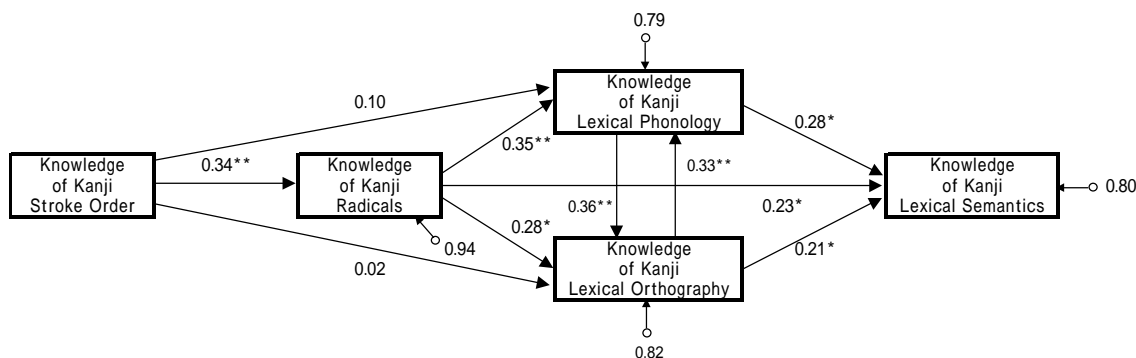 0.79
Knowledge
of Kanji
Lexical Phonology
0.10
0.28*
0.35**
0.34**
0.33**
Knowledge
of Kanji
Stroke Order
Knowledge
of Kanji
Radicals
Knowledge
of Kanji
Lexical Semantics
0.80
0.36**
0.23*
0.28*
0.94
0.02
Knowledge
of Kanji
Lexical Orthography
0.21*
0.82